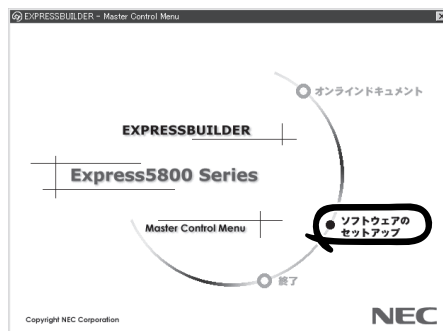 EXPRESSBUILDER - Master Control Menu
オンラインドキュメント
EXPRESSBUILDER
Express5800 Series
Master Control Menu
ソフトウェアの
セットアップ
終了
Copyright NEC Corporation
NEC